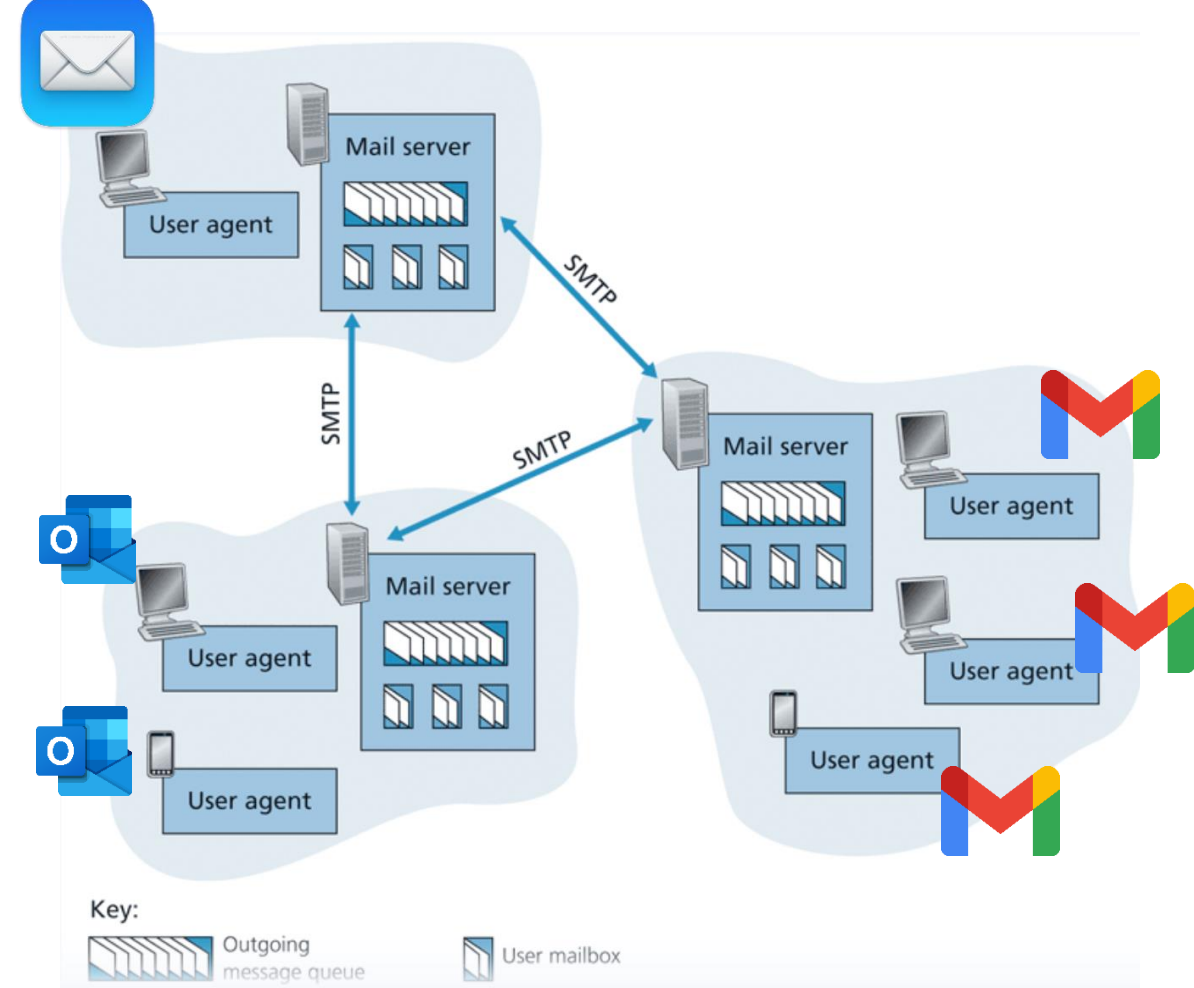 Mail server
User agent
SMTP
SMTP
SMTP
Mail server
User agent
User agent
User agent
Mail server
User agent
User agent
O
O
Key:
Outgoing
message queue
User mailbox